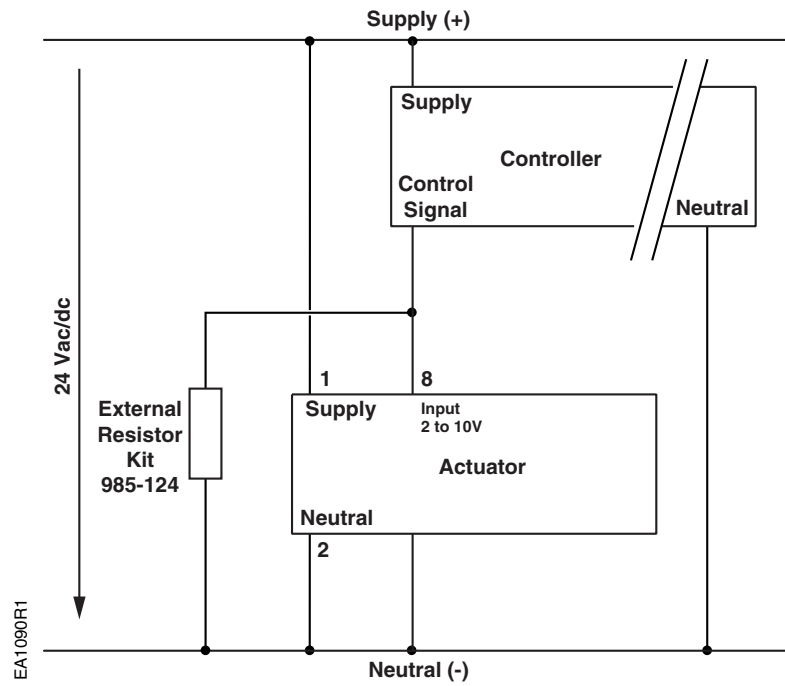 Supply (+)
Supply
Controller
Control
Signal
Neutral
24 Vac/dc
1
8
External
Resistor
Kit
985-124
Supply
Input
2 to 10V
Actuator
Neutral
2
EA1090R1
Neutral (-)